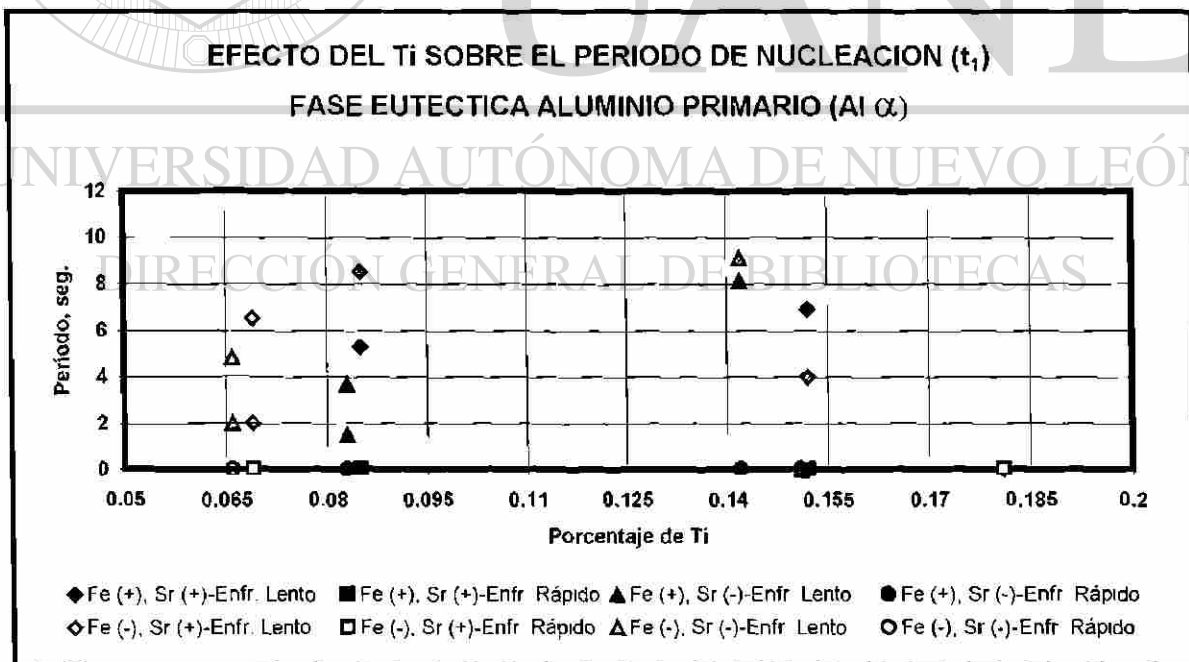 EFECTO DEL Ti SOBRE EL PERIODO DE NUCLEACION (t₁)
FASE EUTECTICA ALUMINIO PRIMARIO (Al α)
UNIVERSIDAD AUTÓNOMA DE NUEVO LEÓN
DIRECCIÓN GENERAL DE BIBLIOTECAS
Período, seg.
12
10
8
6
4
2
0
0.05 0.065 0.08 0.095 0.11 0.125 0.14 0.155 0.17 0.185 0.2
Porcentaje de Ti
Fe (+), Sr (+)-Enfr. Lento Fe (+), Sr (+)-Enfr Rápido Fe (+), Sr (-)-Enfr Lento Fe (+), Sr (-)-Enfr Rápido
Fe (-), Sr (+)-Enfr. Lento Fe (-), Sr (+)-Enfr Rápido Fe (-), Sr (-)-Enfr Lento Fe (-), Sr (-)-Enfr Rápido